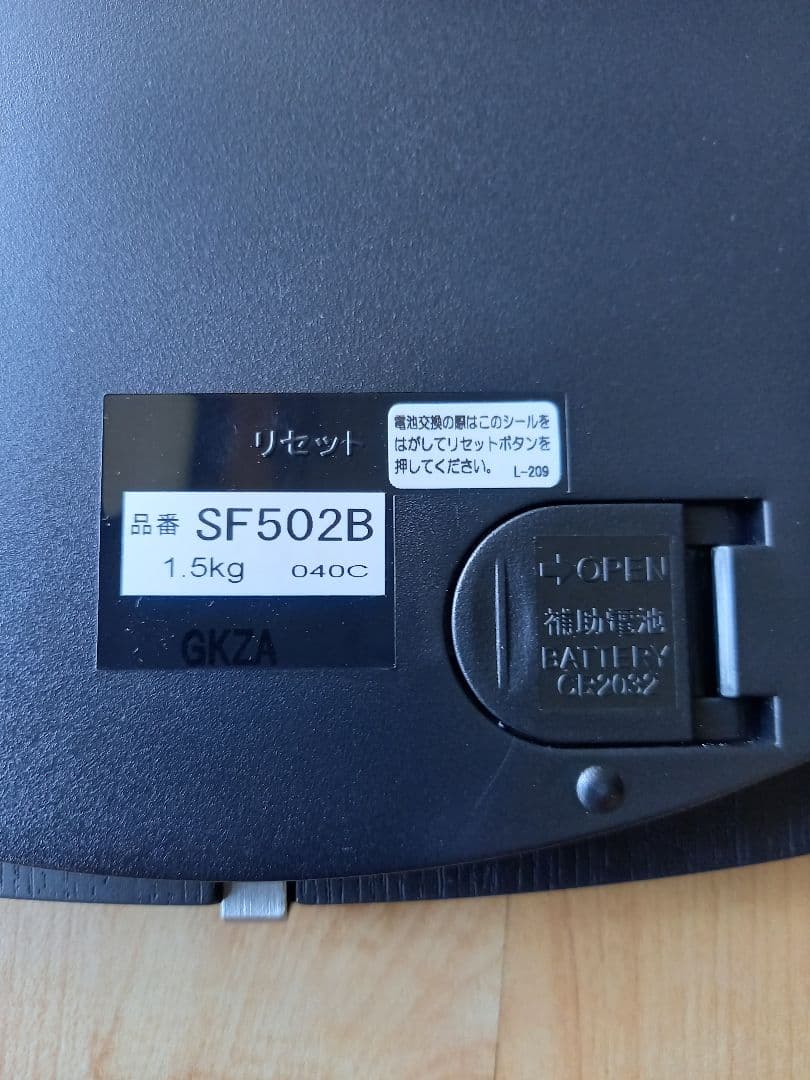 リセット
電池交換の際はこのシールを
はがしてリセットボタンを
押してください。 L-209
品番 SF502B
1.5kg 040C
GKZA
⇨OPEN
補助電池
BATTERY
CR2032